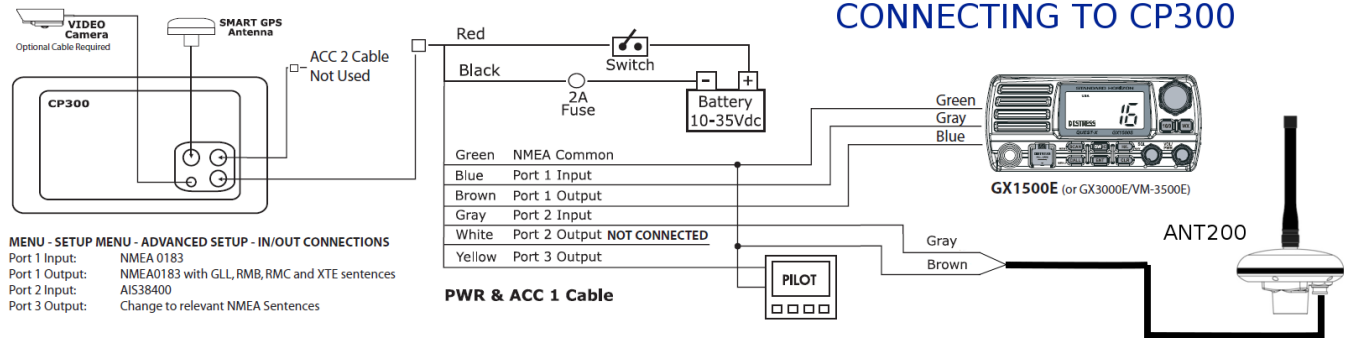 CONNECTING TO CP300
VIDEO
Camera
Optional Cable Required
SMART GPS
Antenna
ACC 2 Cable
Not Used
CP300
Red
Black
Switch
2A
Fuse
- +
Battery
10-35Vdc
Green NMEA Common
Blue Port 1 Input
Brown Port 1 Output
Gray Port 2 Input
White Port 2 Output NOT CONNECTED
Yellow Port 3 Output
PWR & ACC 1 Cable
PILOT
Green
Gray
Blue
STANDARD HORIZON
DISTRESS
16
GX1500E (or GX3000E/VM-3500E)
Gray
Brown
ANT200
MENU - SETUP MENU - ADVANCED SETUP - IN/OUT CONNECTIONS
Port 1 Input: NMEA 0183
Port 1 Output: NMEA0183 with GLL, RMB, RMC and XTE sentences
Port 2 Input: AIS38400
Port 3 Output: Change to relevant NMEA Sentences